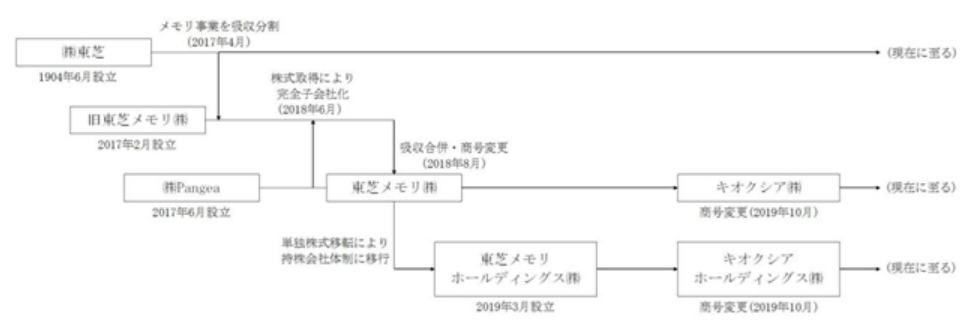 メモリ事業を吸収分割
(2017年4月)
㈱東芝
(現在に至る)
1904年6月設立
株式取得により
完全子会社化
(2018年6月)
旧東芝メモリ㈱
2017年2月設立
吸収合併・商号変更
(2018年8月)
㈱Pangea
東芝メモリ㈱
キオクシア㈱
(現在に至る)
2017年6月設立
商号変更(2019年10月)
単独株式移転により
持株会社体制に移行
東芝メモリ
ホールディングス㈱
キオクシア
ホールディングス㈱
(現在に至る)
2019年3月設立
商号変更(2019年10月)